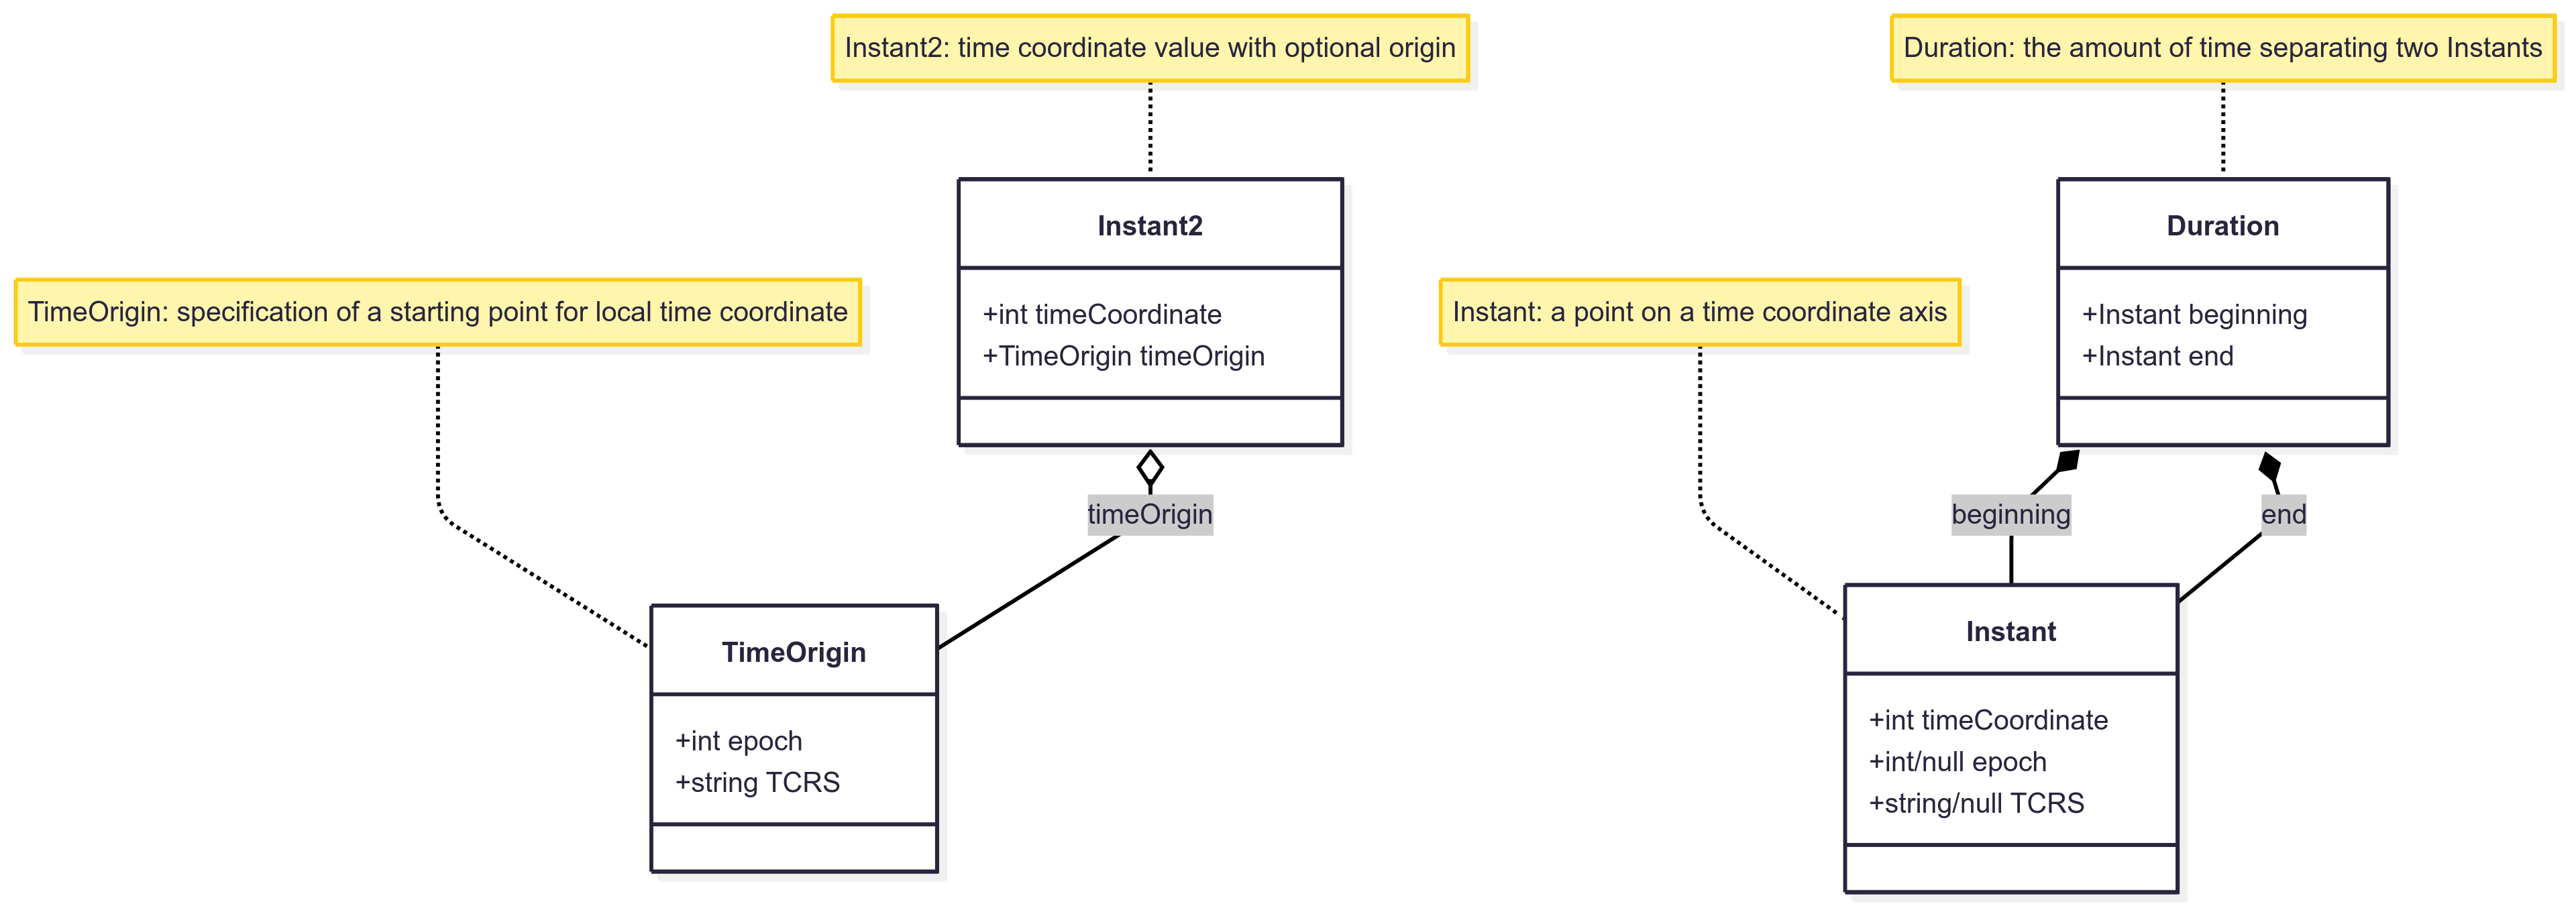 Instant2: time coordinate value with optional origin
Duration: the amount of time separating two Instants
Instant2
+int timeCoordinate
+TimeOrigin timeOrigin
Duration
+Instant beginning
+Instant end
TimeOrigin: specification of a starting point for local time coordinate
Instant: a point on a time coordinate axis
timeOrigin
beginning
end
TimeOrigin
+int epoch
+string TCRS
Instant
+int timeCoordinate
+int/null epoch
+string/null TCRS